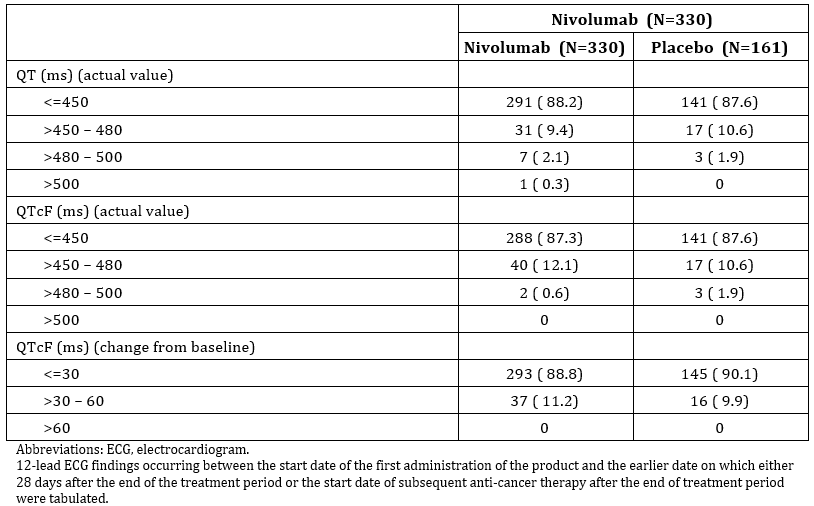 Nivolumab (N=330)
Nivolumab (N=330) Placebo (N=161)
QT (ms) (actual value)
<=450 291 ( 88.2) 141 ( 87.6)
>450 – 480 31 ( 9.4) 17 ( 10.6)
>480 – 500 7 ( 2.1) 3 ( 1.9)
>500 1 ( 0.3) 0
QTcF (ms) (actual value)
<=450 288 ( 87.3) 141 ( 87.6)
>450 – 480 40 ( 12.1) 17 ( 10.6)
>480 – 500 2 ( 0.6) 3 ( 1.9)
>500 0 0
QTcF (ms) (change from baseline)
<=30 293 ( 88.8) 145 ( 90.1)
>30 – 60 37 ( 11.2) 16 ( 9.9)
>60 0 0
Abbreviations: ECG, electrocardiogram.
12-lead ECG findings occurring between the start date of the first administration of the product and the earlier date on which either
28 days after the end of the treatment period or the start date of subsequent anti-cancer therapy after the end of treatment period
were tabulated.